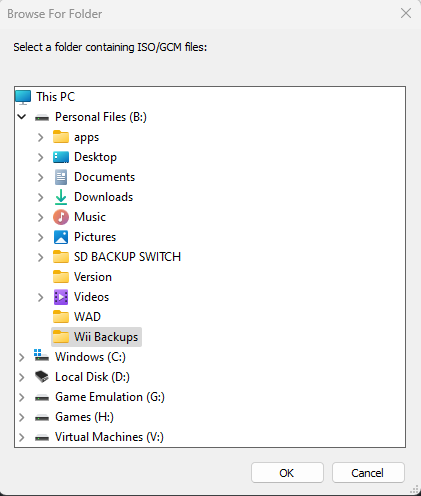 Browse For Folder
Select a folder containing ISO/GCM files:
This PC
Personal Files (B:)
apps
Desktop
Documents
Downloads
Music
Pictures
SD BACKUP SWITCH
Version
Videos
WAD
Wii Backups
Windows (C:)
Local Disk (D:)
Game Emulation (G:)
Games (H:)
Virtual Machines (V:)
OK Cancel